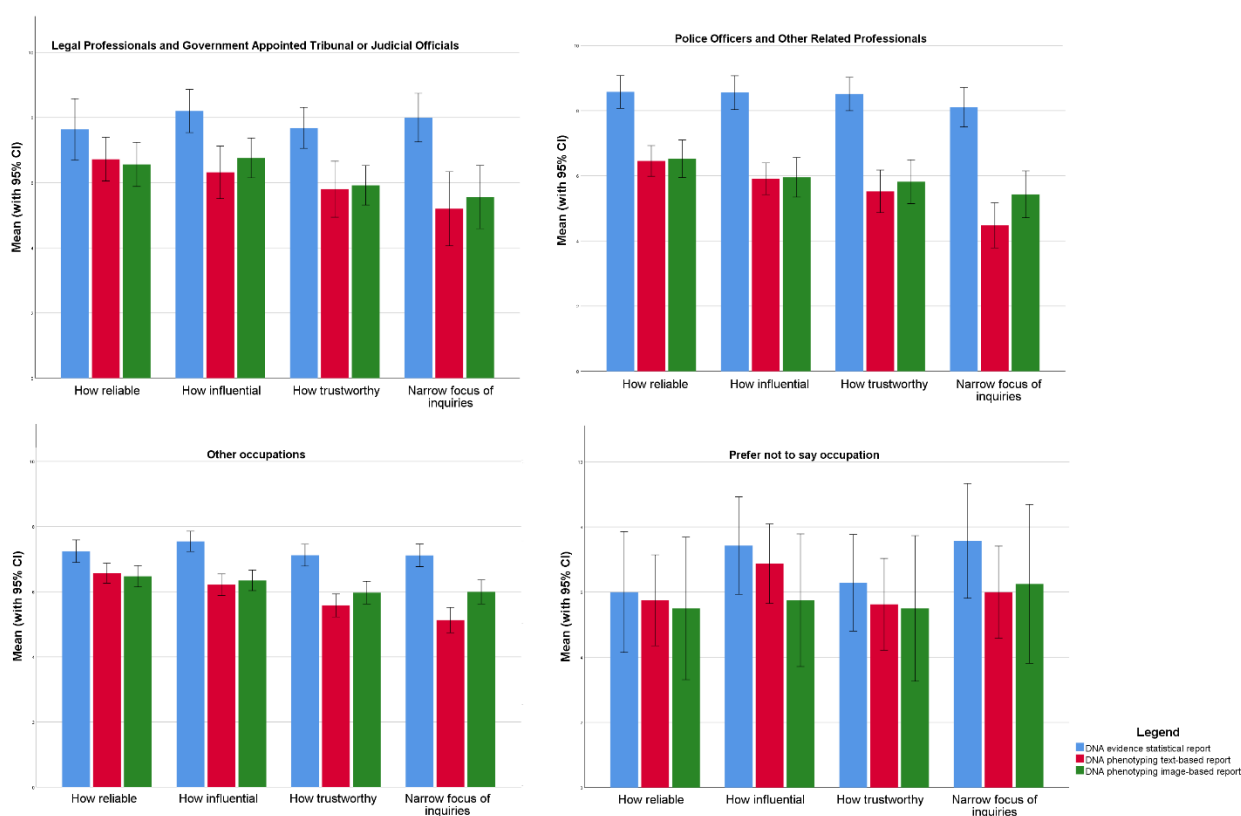 Legal Professionals and Government Appointed Tribunal or Judicial Officials
Mean (with 95% CI)
How reliable
How influential
How trustworthy
Narrow focus of
inquiries
Police Officers and Other Related Professionals
Mean (with 95% CI)
How reliable
How influential
How trustworthy
Narrow focus of
inquiries
Other occupations
10
Mean (with 95% CI)
How reliable
How influential
How trustworthy
Narrow focus of
inquiries
Prefer not to say occupation
Mean (with 95% CI)
How reliable
How influential
How trustworthy
Narrow focus of
inquiries
Legend
DNA evidence statistical report
DNA phenotyping text-based report
DNA phenotyping image-based report